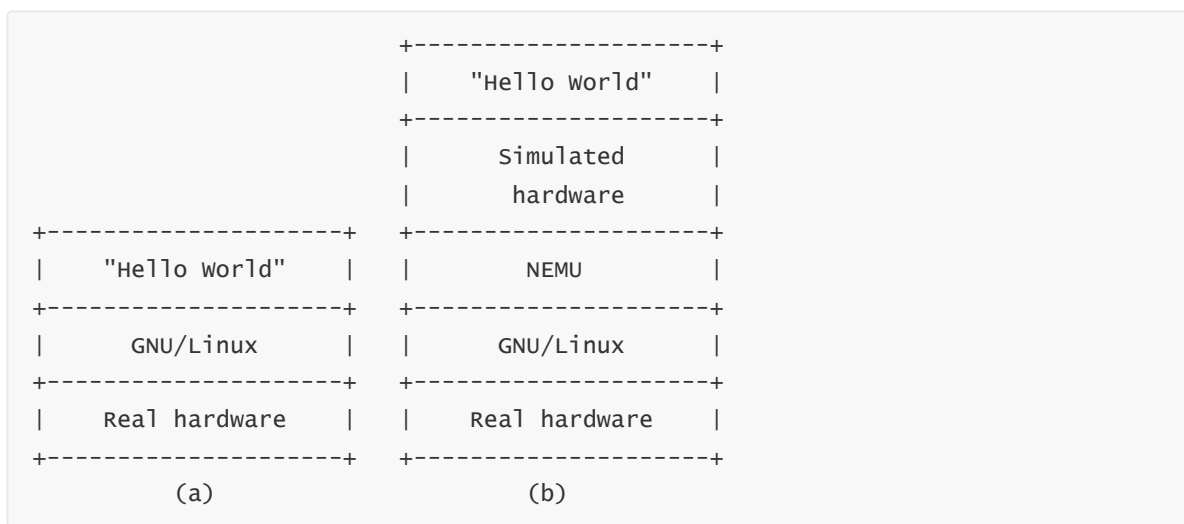 +---------------------+
|    "Hello World"    |
+---------------------+
|      Simulated      |
|       hardware      |
+---------------------+   +---------------------+
|    "Hello World"    |   |        NEMU         |
+---------------------+   +---------------------+
|      GNU/Linux      |   |      GNU/Linux      |
+---------------------+   +---------------------+
|    Real hardware    |   |    Real hardware    |
+---------------------+   +---------------------+
(a)                       (b)